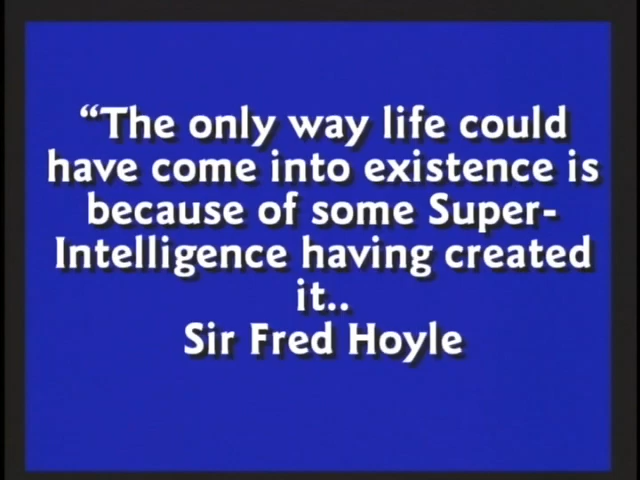 “The only way life could
have come into existence is
because of some Super-
Intelligence having created
it..
Sir Fred Hoyle